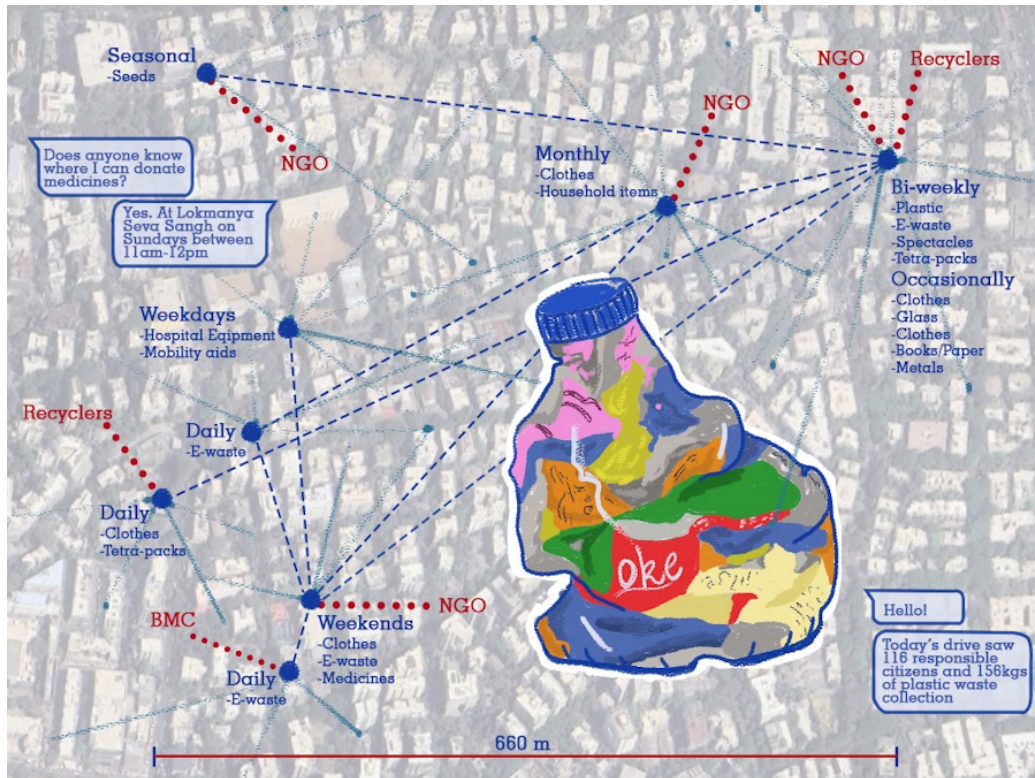 Seasonal
-Seeds
NGO
Does anyone know
where I can donate
medicines?
Yes. At Lokmanya
Seva Sangh on
Sundays between
11am-12pm
NGO
Monthly
-Clothes
-Household items
NGO
Recyclers
Bi-weekly
-Plastic
-E-waste
-Spectacles
-Tetra-packs
Occasionally
-Clothes
-Glass
-Clothes
-Books/Paper
-Metals
Weekdays
-Hospital Eqipment
-Mobility aids
Recyclers
Daily
-E-waste
Daily
-Clothes
-Tetra-packs
oke
BMC
NGO
Weekends
-Clothes
-E-waste
-Medicines
Daily
-E-waste
Hello!
Today's drive saw
116 responsible
citizens and 156kgs
of plastic waste
collection
660 m